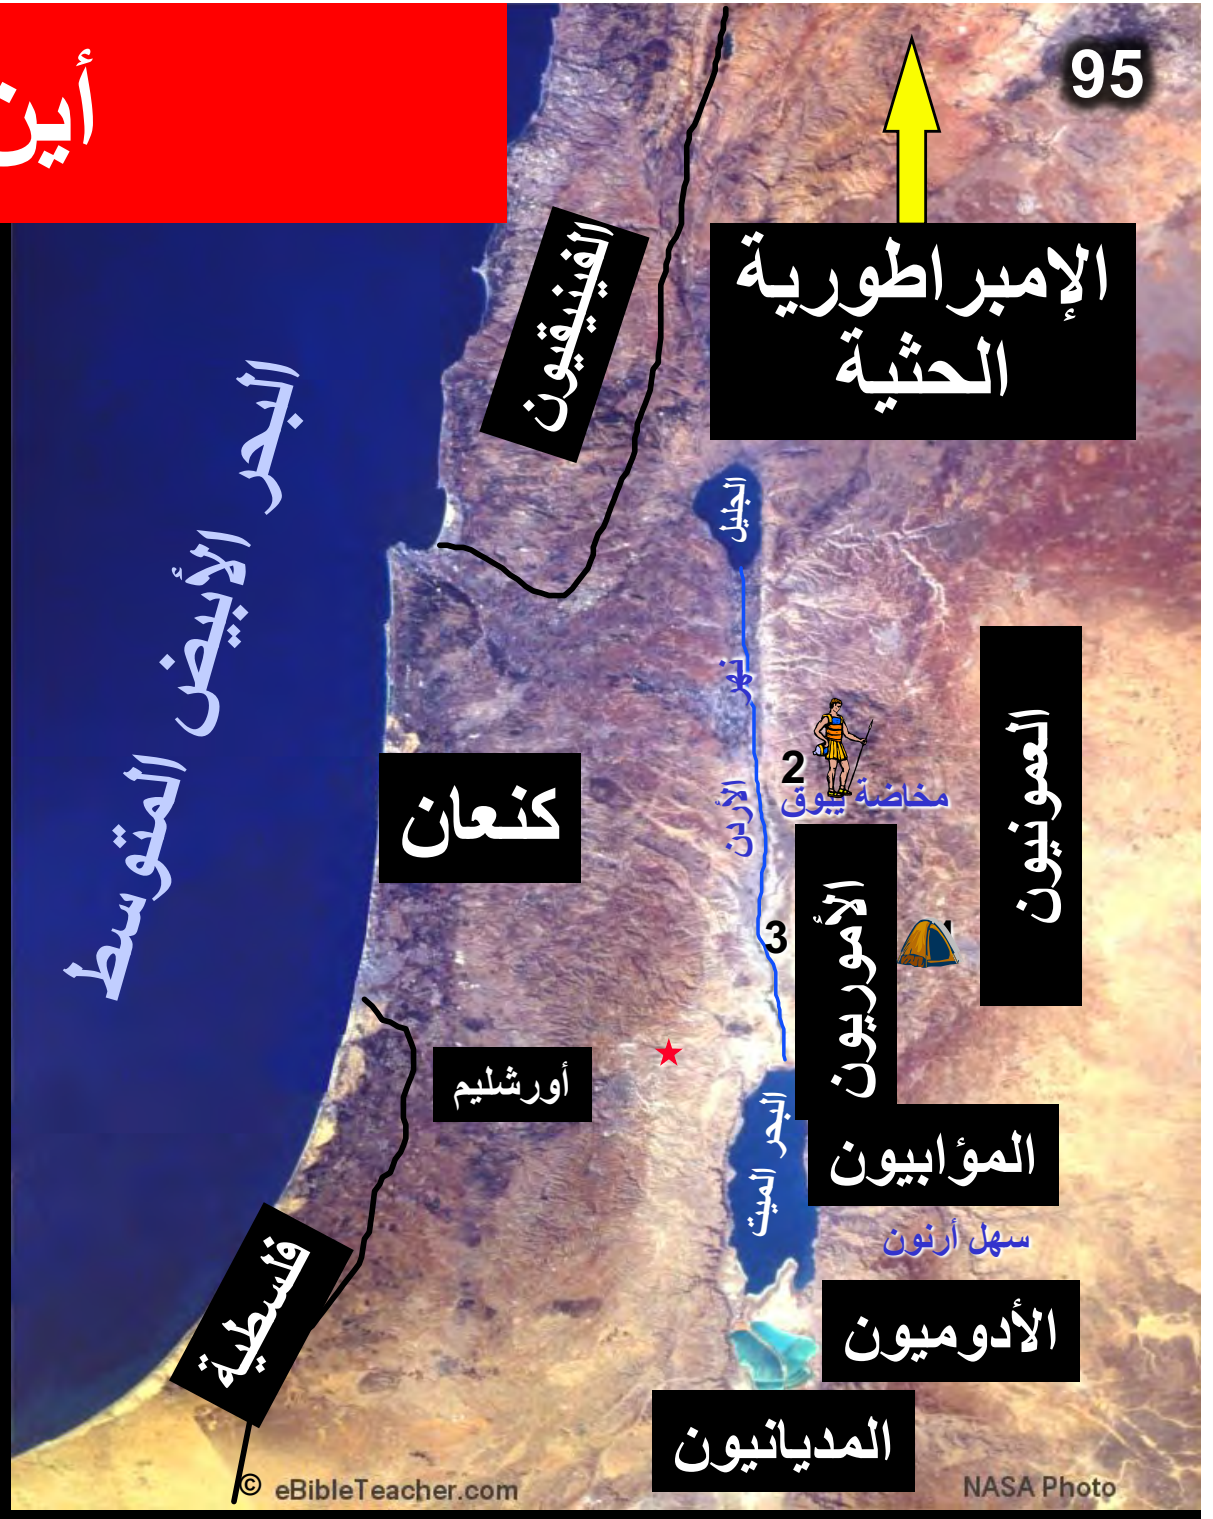 أين
95
الإمبراطورية
الحثية
الفينيقيون
البحر الأبيض المتوسط
الجليل
نهر الأردن
2
مخاضة يبوق
العمونيون
كنعان
الأموريون
3
أورشليم
البحر الميت
المؤابيون
سهل أرنون
فلسطية
الأدوميون
المديانيون
© eBibleTeacher.com
NASA Photo